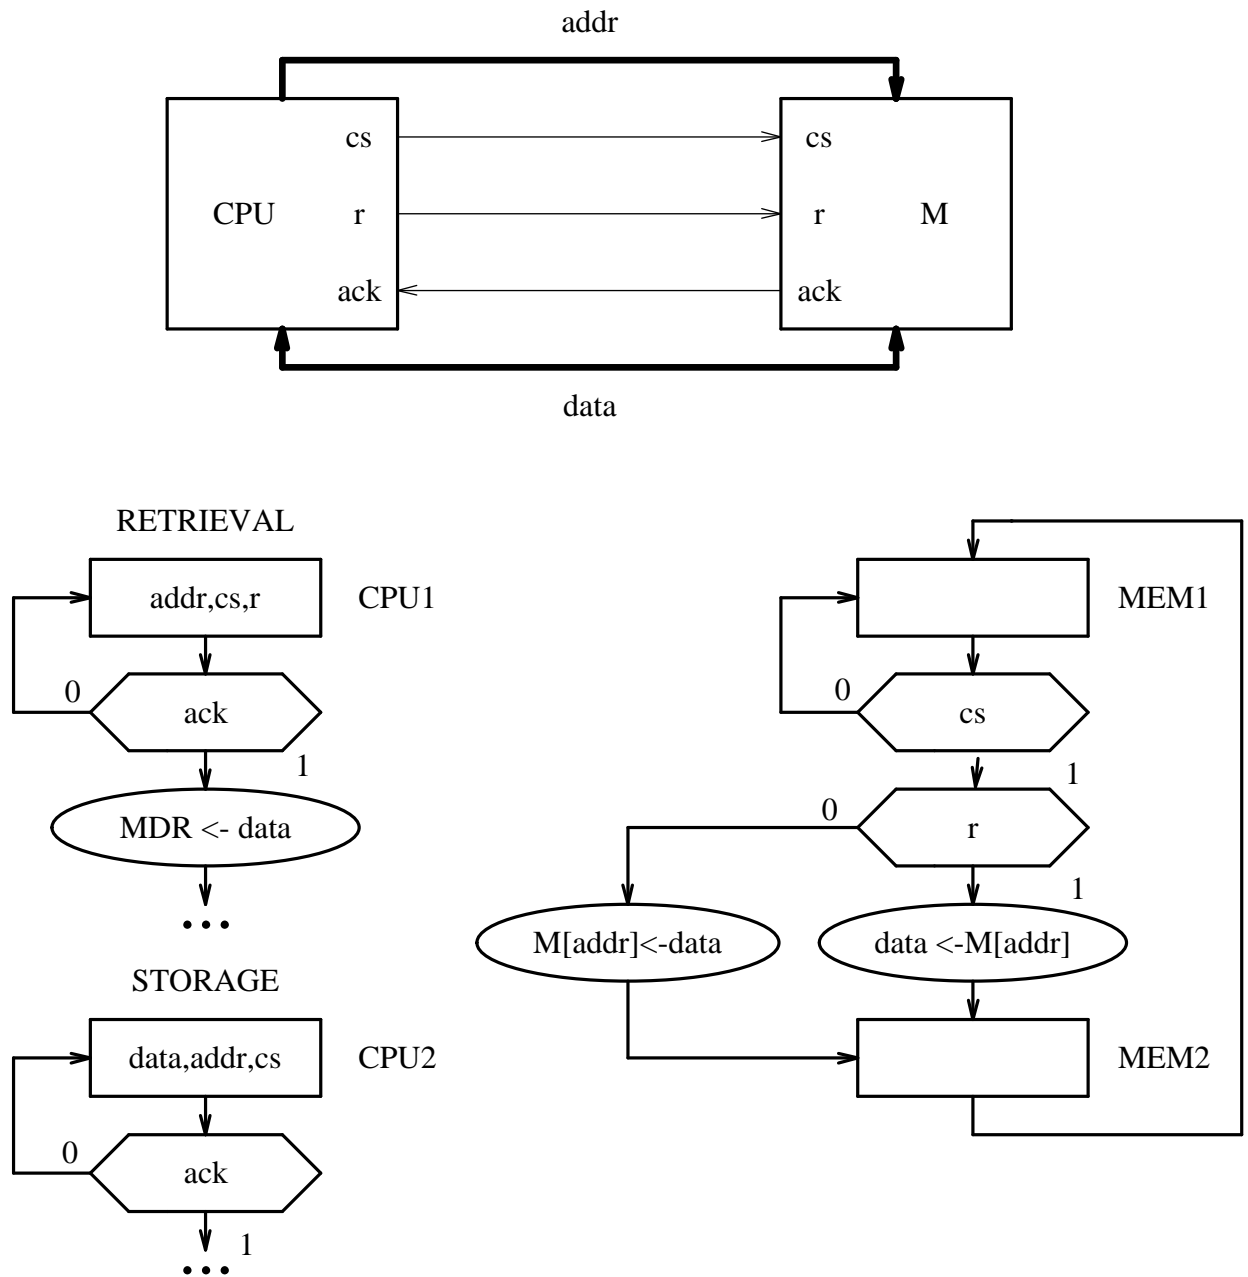 addr
cs cs
CPU r r M
ack ack
data
RETRIEVAL
addr,cs,r CPU1
0
ack
1
MDR <- data
...
STORAGE
data,addr,cs CPU2
0
ack
1
...
MEM1
0
cs
1
0
r
1
M[addr]<-data data <-M[addr]
MEM2